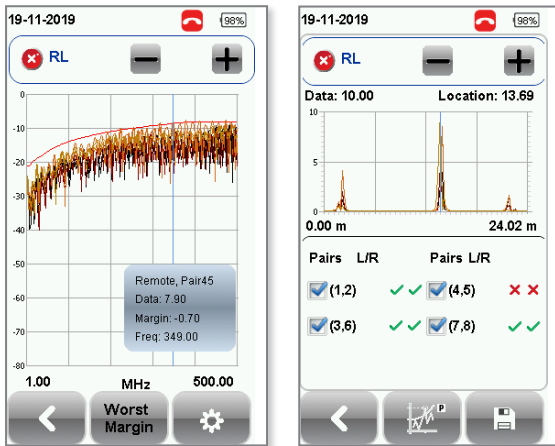 19-11-2019
98%
RL
0
-10
-20
-30
-40
-50
-60
-70
-80
Remote, Pair45
Data: 7.90
Margin: -0.70
Freq: 349.00
1.00 MHz 500.00
Worst
Margin
19-11-2019
98%
RL
Data: 10.00 Location: 13.69
10
5
0
0.00 m 24.02 m
Pairs L/R Pairs L/R
(1,2) (4,5)
(3,6) (7,8)
P